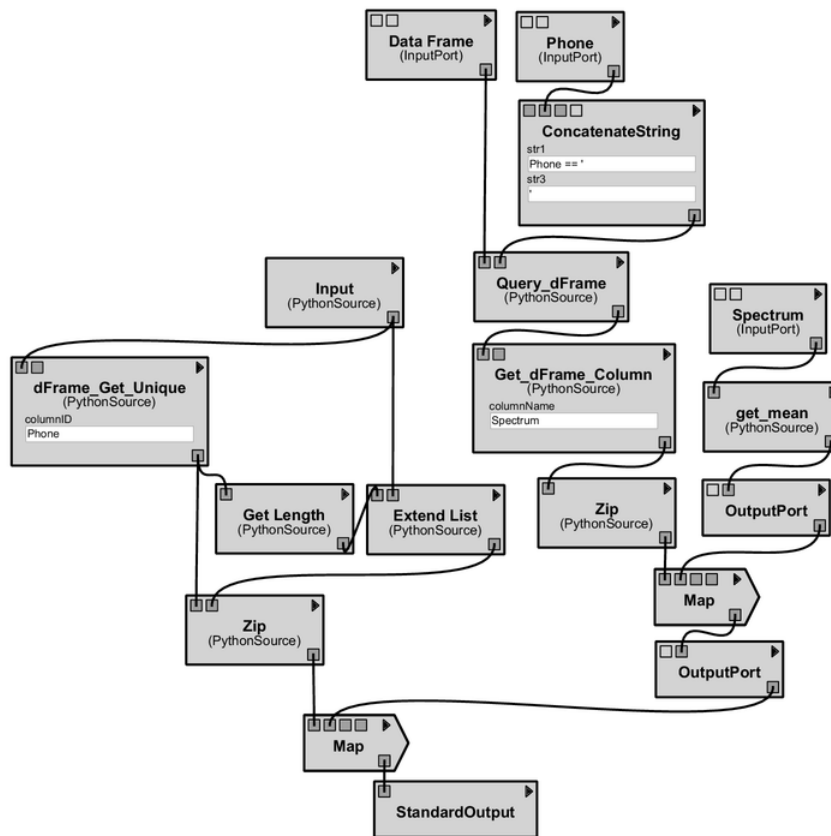 Data Frame
(InputPort)
Phone
(InputPort)
ConcatenateString
str1
Phone == '
str3
'
Input
(PythonSource)
Query_dFrame
(PythonSource)
Spectrum
(InputPort)
dFrame_Get_Unique
(PythonSource)
columnID
Phone
Get_dFrame_Column
(PythonSource)
columnName
Spectrum
get_mean
(PythonSource)
Get Length
(PythonSource)
Extend List
(PythonSource)
Zip
(PythonSource)
OutputPort
Map
Zip
(PythonSource)
OutputPort
Map
StandardOutput